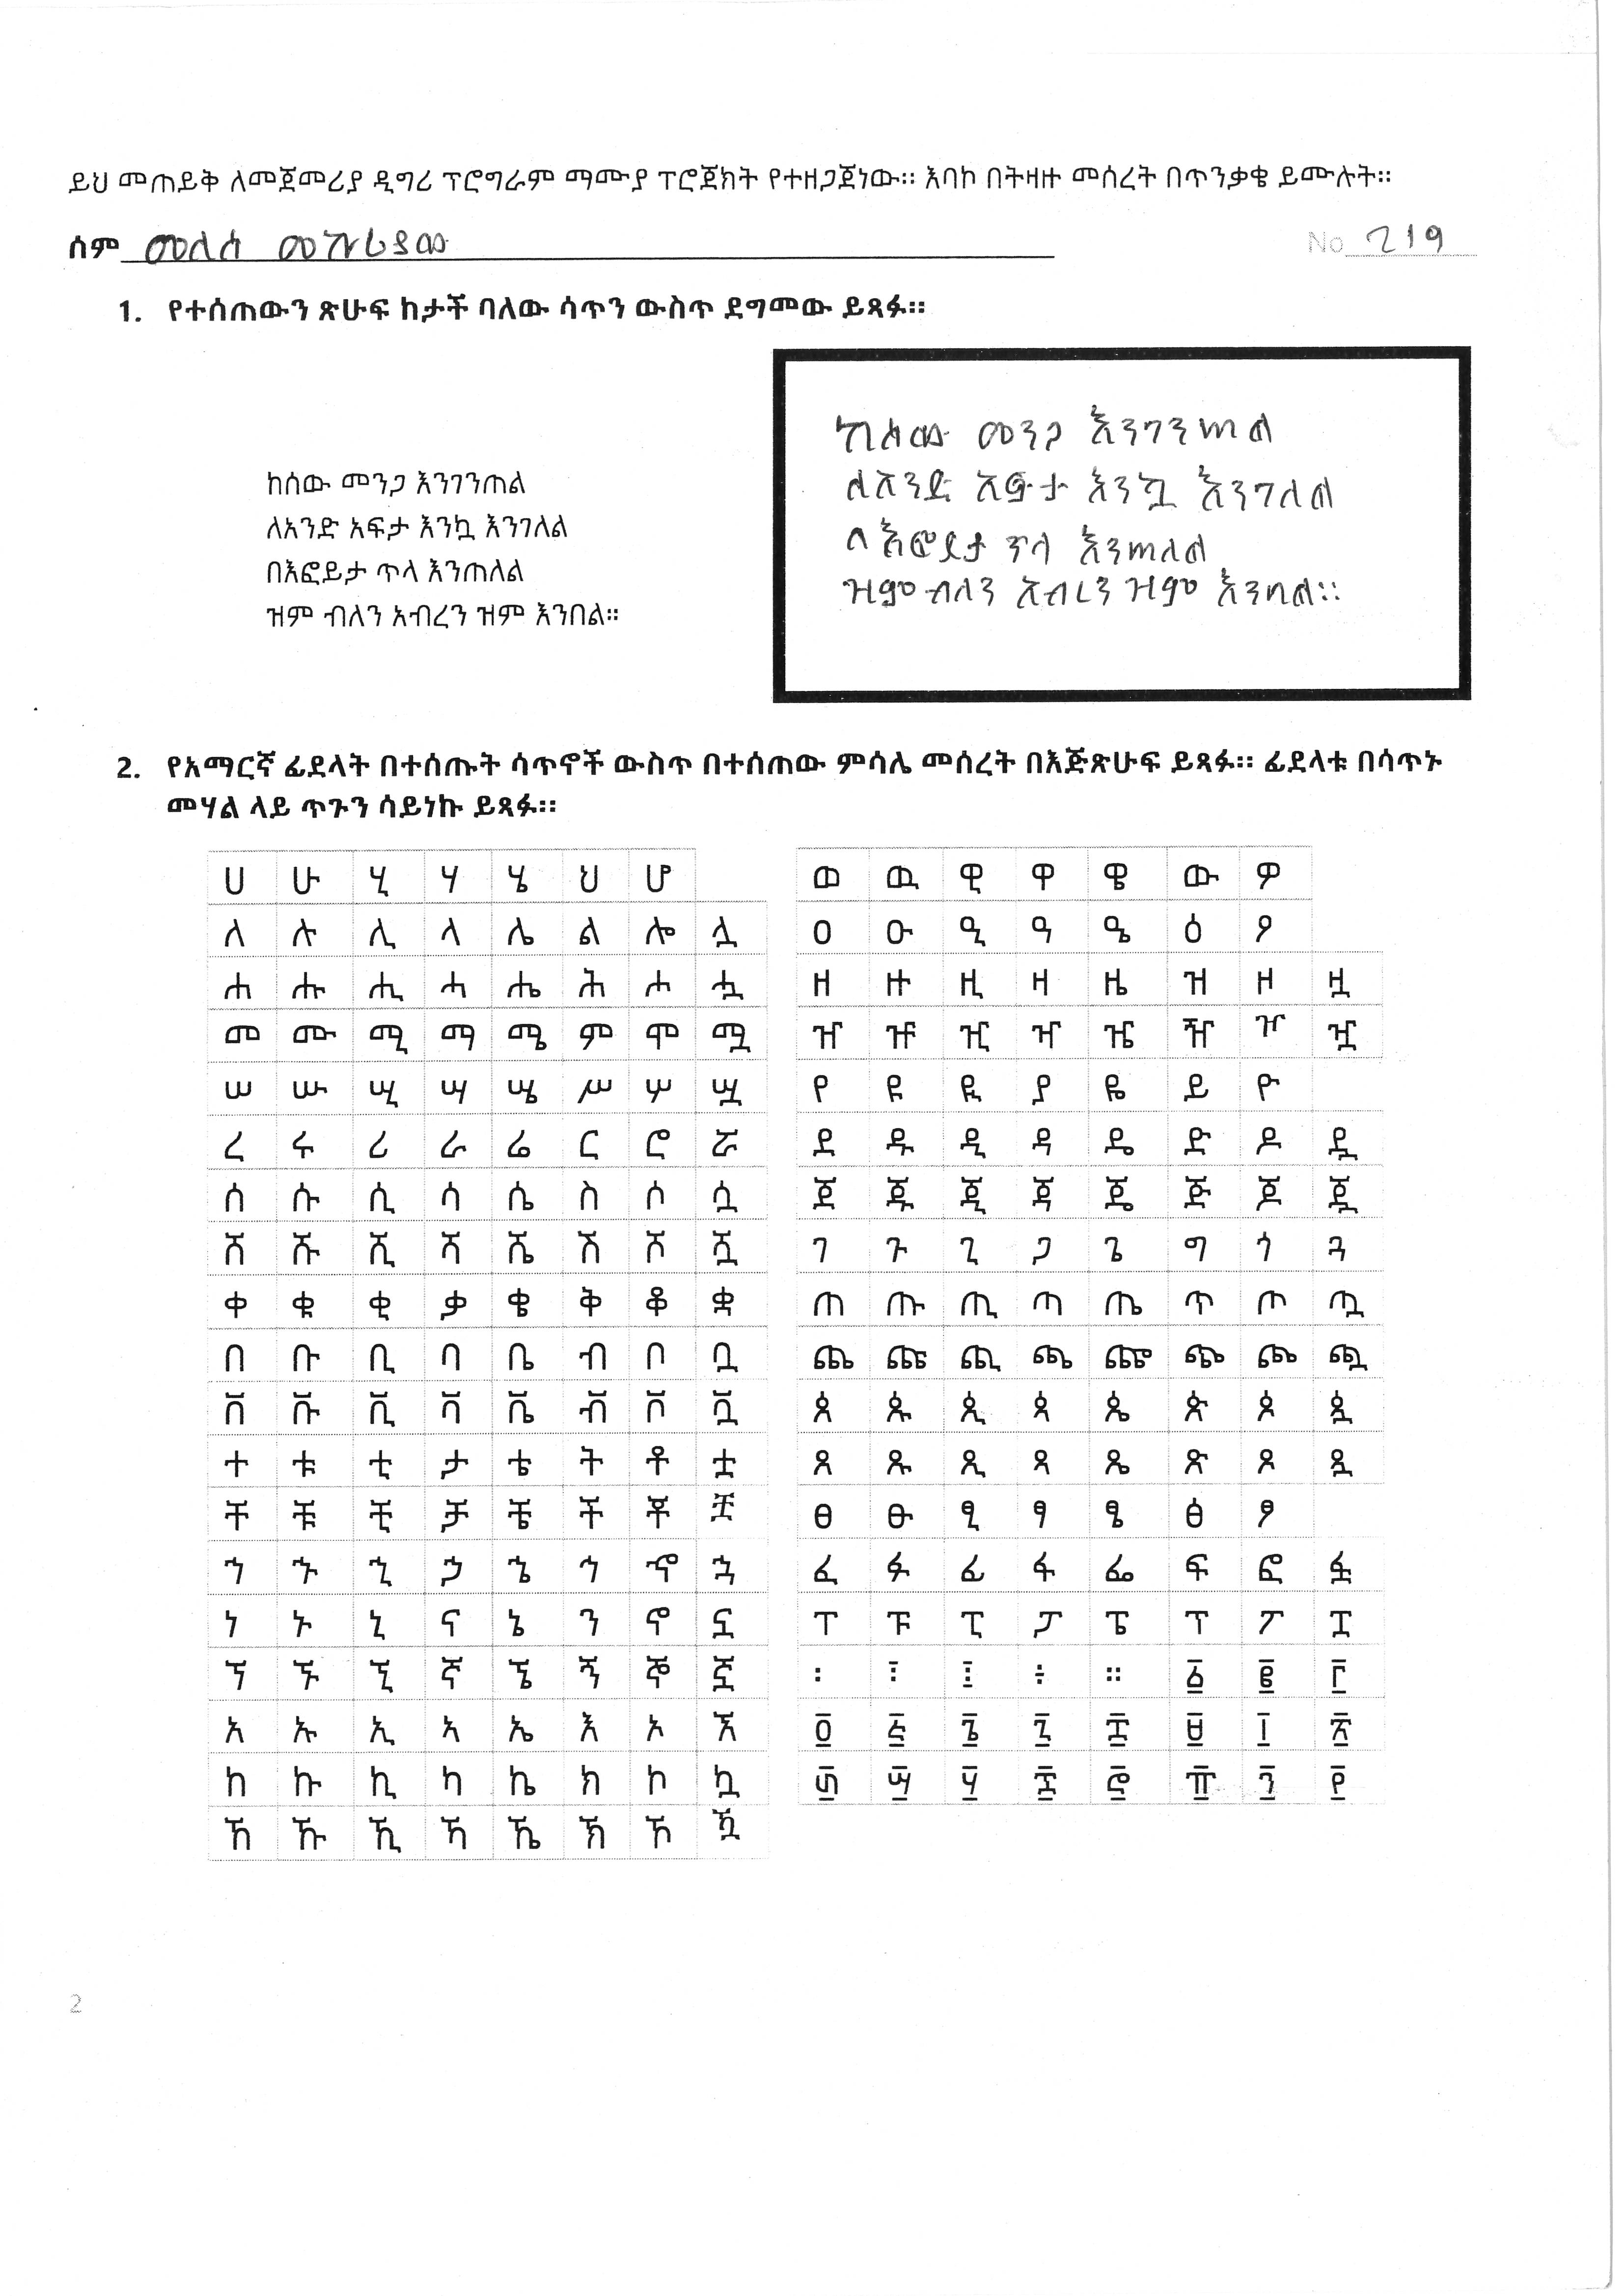 ይህ መጠይቅ ለመጀመሪያ ዲግሪ ፕሮግራም ማሙያ ፕሮጀክት የተዘጋጀነው። እባኮ በትዛዙ መሰረት በጥንቃቄ ይሙሉት።
ሰም መለሰ No 219
1. የተሰጠውን ጽሁፍ ከታች ባለው ሳጥን ውስጥ ደግመው ይጻፉ።
ከሰው መንጋ እንገንጠል
ለአንድ አፍታ እንኳ እንገለል
በእፎይታ ጥላ እንጠለል
ዝም ብለን አብረን ዝም እንበል።
ከሰው መንጋ እንገንጠል
ለአንድ አፍታ እንኳ እንገለል
በእፎይታ ጥላ እንጠለል
ዝም ብለን አብረን ዝም እንበል።
2. የአማርኛ ፊደላት በተሰጡት ሳጥኖች ውስጥ በተሰጠው ምሳሌ መሰረት በእጅጽሁፍ ይጻፉ። ፊደላቱ በሳጥኑ
መሃል ላይ ጥጉን ሳይነኩ ይጻፉ።
ሀ ሁ ሂ ሃ ሄ ህ ሆ
ለ ሉ ሊ ላ ሌ ል ሎ ሏ
ሐ ሑ ሒ ሓ ሔ ሕ ሖ ሗ
መ ሙ ሚ ማ ሜ ም ሞ ሟ
ሠ ሡ ሢ ሣ ሤ ሥ ሦ ሧ
ረ ሩ ሪ ራ ሬ ር ሮ ሯ
ሰ ሱ ሲ ሳ ሴ ስ ሶ ሷ
ሸ ሹ ሺ ሻ ሼ ሽ ሾ ሿ
ቀ ቁ ቂ ቃ ቄ ቅ ቆ ቋ
በ ቡ ቢ ባ ቤ ብ ቦ ቧ
ቨ ቩ ቪ ቫ ቬ ቭ ቮ ቯ
ተ ቱ ቲ ታ ቴ ት ቶ ቷ
ቸ ቹ ቺ ቻ ቼ ች ቾ ቿ
ኀ ኁ ኂ ኃ ኄ ኅ ኆ ኋ
ነ ኑ ኒ ና ኔ ን ኖ ኗ
ኘ ኙ ኚ ኛ ኜ ኝ ኞ ኟ
አ ኡ ኢ ኣ ኤ እ ኦ ኧ
ከ ኩ ኪ ካ ኬ ክ ኮ ኳ
ኸ ኹ ኺ ኻ ኼ ኽ ኾ ዃ
ወ ዉ ዊ ዋ ዌ ው ዎ
ዐ ዑ ዒ ዓ ዔ ዕ ዖ
ዘ ዙ ዚ ዛ ዜ ዝ ዞ ዟ
ዠ ዡ ዢ ዣ ዤ ዥ ዦ ዧ
የ ዩ ዪ ያ ዬ ይ ዮ
ደ ዱ ዲ ዳ ዴ ድ ዶ ዷ
ጀ ጁ ጂ ጃ ጄ ጅ ጆ ጇ
ገ ጉ ጊ ጋ ጌ ግ ጎ ጓ
ጠ ጡ ጢ ጣ ጤ ጥ ጦ ጧ
ጨ ጩ ጪ ጫ ጬ ጭ ጮ ጯ
ጰ ጱ ጲ ጳ ጴ ጵ ጶ ጷ
ጸ ጹ ጺ ጻ ጼ ጽ ጾ ጿ
ፀ ፁ ፂ ፃ ፄ ፅ ፆ
ፈ ፉ ፊ ፋ ፌ ፍ ፎ ፏ
ፐ ፑ ፒ ፓ ፔ ፕ ፖ ፗ
፡ ፣ ፤ ÷ ። ፩ ፪ ፫
፬ ፭ ፮ ፯ ፰ ፱ ፲ ፳
፴ ፵ ፶ ፷ ፸ ፹ ፺ ፻
2